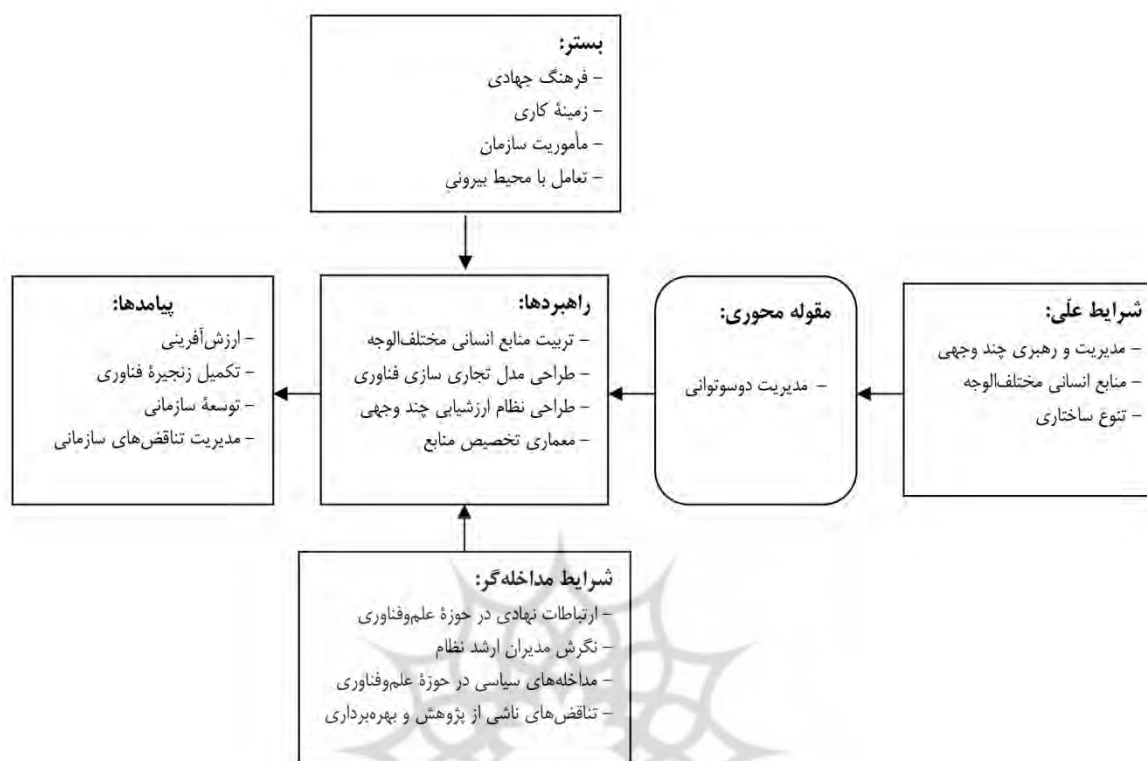 بستر:
– فرهنگ جهادی
– زمینهٔ کاری
– مأموریت سازمان
– تعامل با محیط بیرونی
شرایط علّی:
– مدیریت و رهبری چند وجهی
– منابع انسانی مختلف‌الوجه
– تنوع ساختاری
مقوله محوری:
– مدیریت دوسوتوانی
راهبردها:
– تربیت منابع انسانی مختلف‌الوجه
– طراحی مدل تجاری سازی فناوری
– طراحی نظام ارزشیابی چند وجهی
– معماری تخصیص منابع
پیامدها:
– ارزش‌آفرینی
– تکمیل زنجیرهٔ فناوری
– توسعهٔ سازمانی
– مدیریت تناقض‌های سازمانی
شرایط مداخله‌گر:
– ارتباطات نهادی در حوزهٔ علم‌وفناوری
– نگرش مدیران ارشد نظام
– مداخله‌های سیاسی در حوزهٔ علم‌وفناوری
– تناقض‌های ناشی از پژوهش و بهره‌برداری